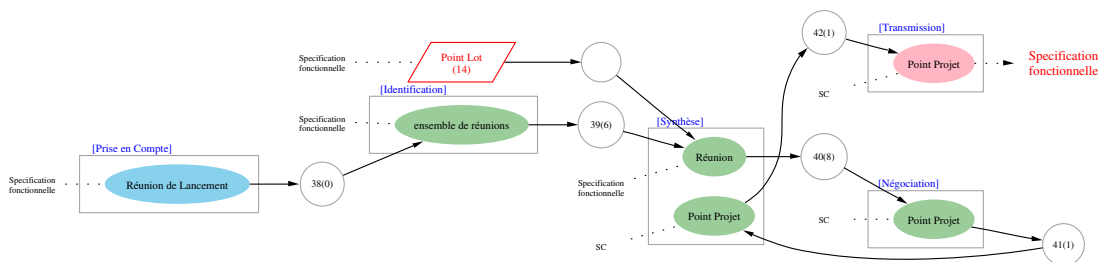 [Prise en Compte]
Specification
fonctionnelle
Réunion de Lancement
38(0)
Specification
fonctionnelle
Point Lot
(14)
[Identification]
Specification
fonctionnelle
ensemble de réunions
39(6)
[Synthèse]
Réunion
Specification
fonctionnelle
Point Projet
SC
42(1)
[Transmission]
Point Projet
SC
Specification
fonctionnelle
40(8)
[Négociation]
SC
Point Projet
41(1)